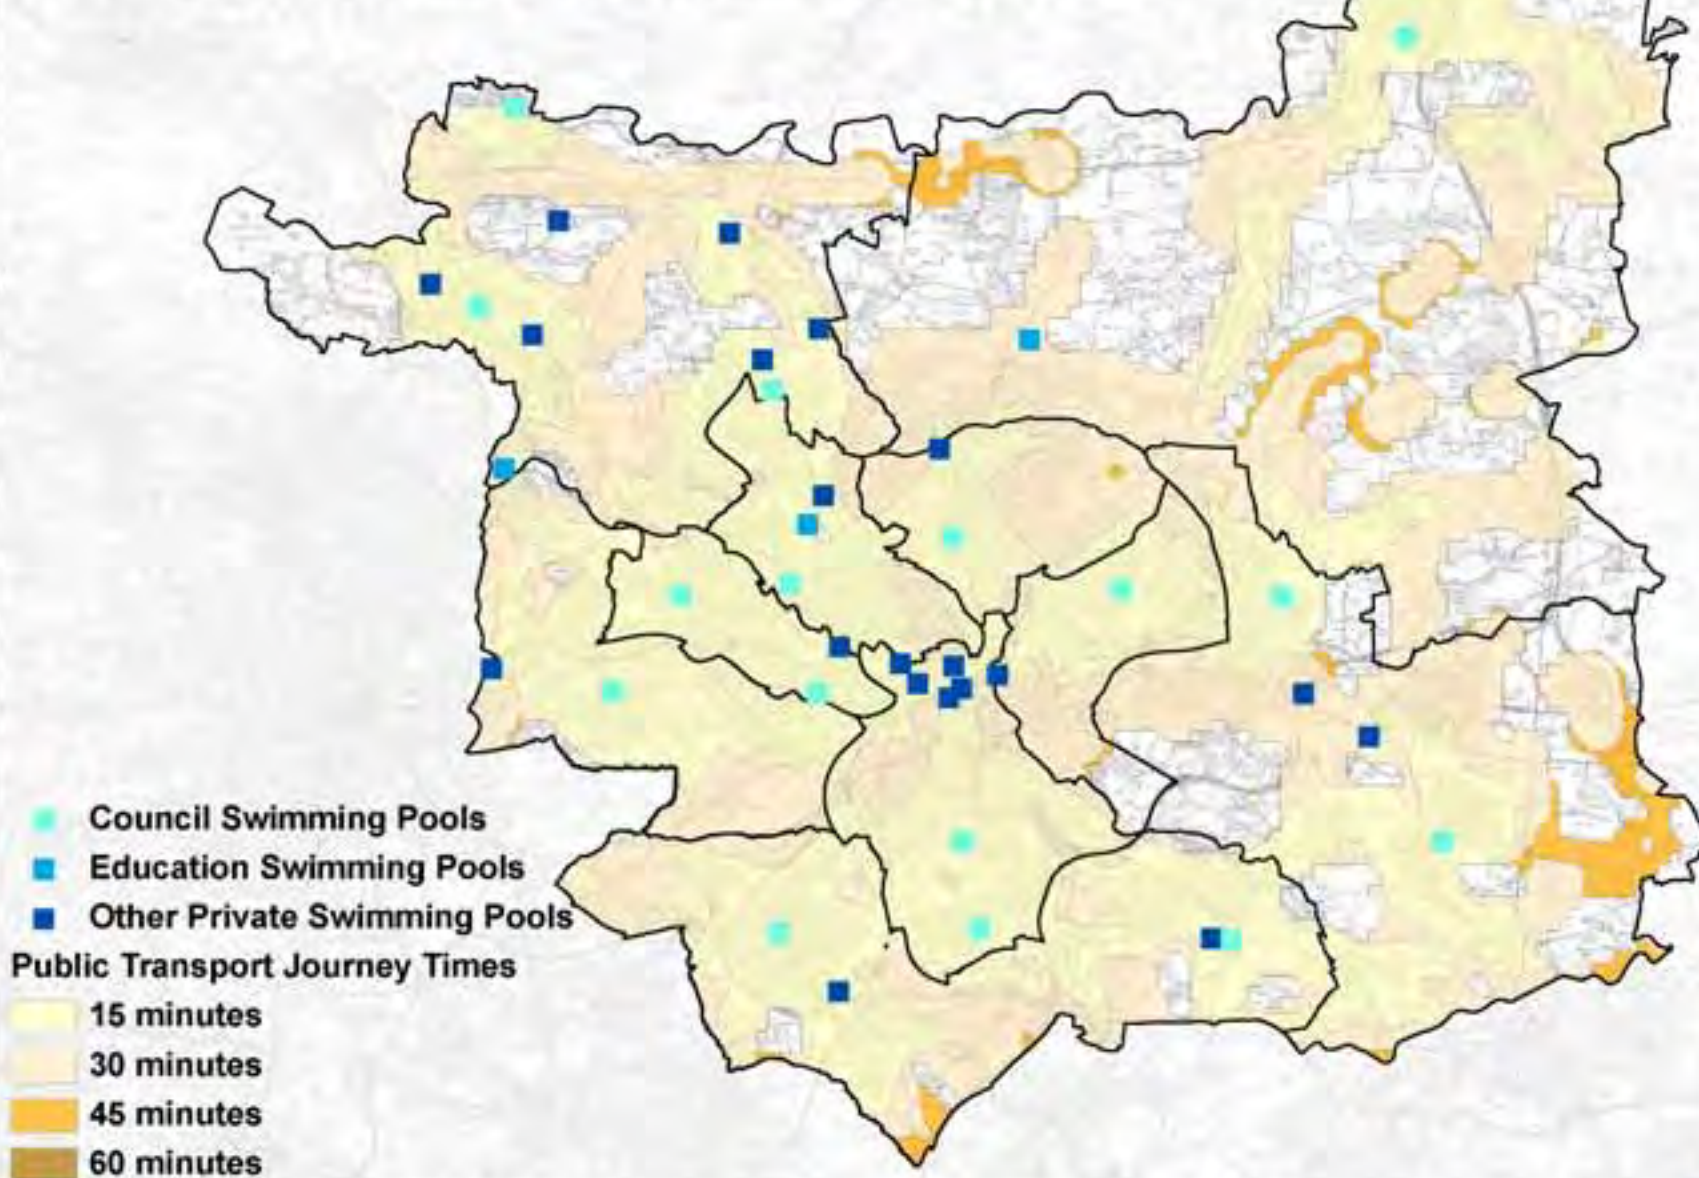 Council Swimming Pools
Education Swimming Pools
Other Private Swimming Pools
Public Transport Journey Times
15 minutes
30 minutes
45 minutes
60 minutes